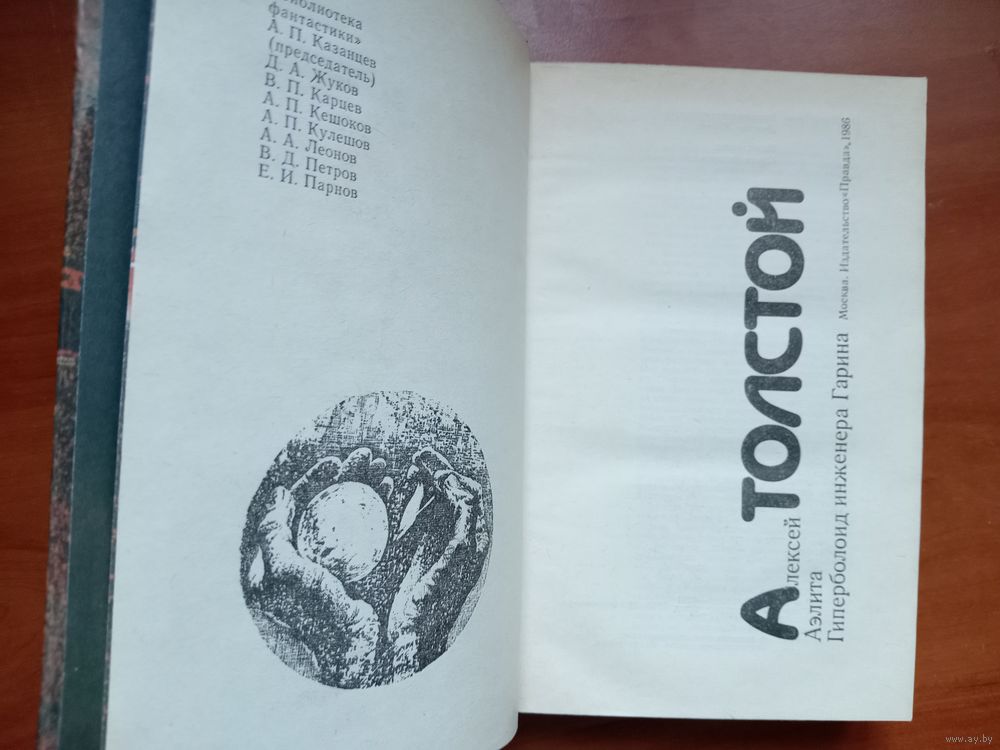 «Библиотека
фантастики»
А. П. Казанцев
(председатель)
Д. А. Жуков
В. П. Карцев
А. П. Кешоков
А. П. Кулешов
А. А. Леонов
В. Д. Петров
Е. И. Парнов
Алексей ТОЛСТОЙ
Аэлита
Гиперболоид инженера Гарина
Москва. Издательство «Правда», 1986
www.ay.by